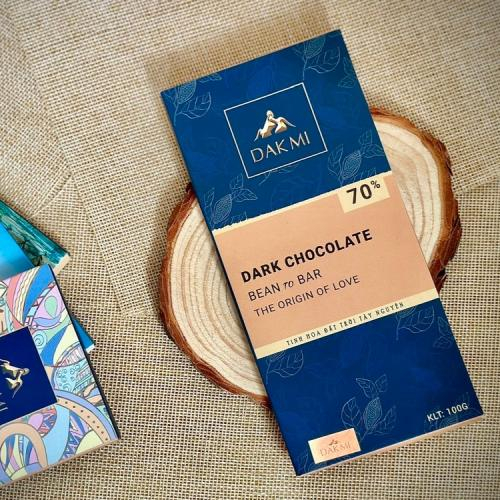 DAK MI
70%
DARK CHOCOLATE
BEAN TO BAR
THE ORIGIN OF LOVE
TINH HOA ĐẤT TRỜI TÂY NGUYÊN
KLT: 100G
DAK MI